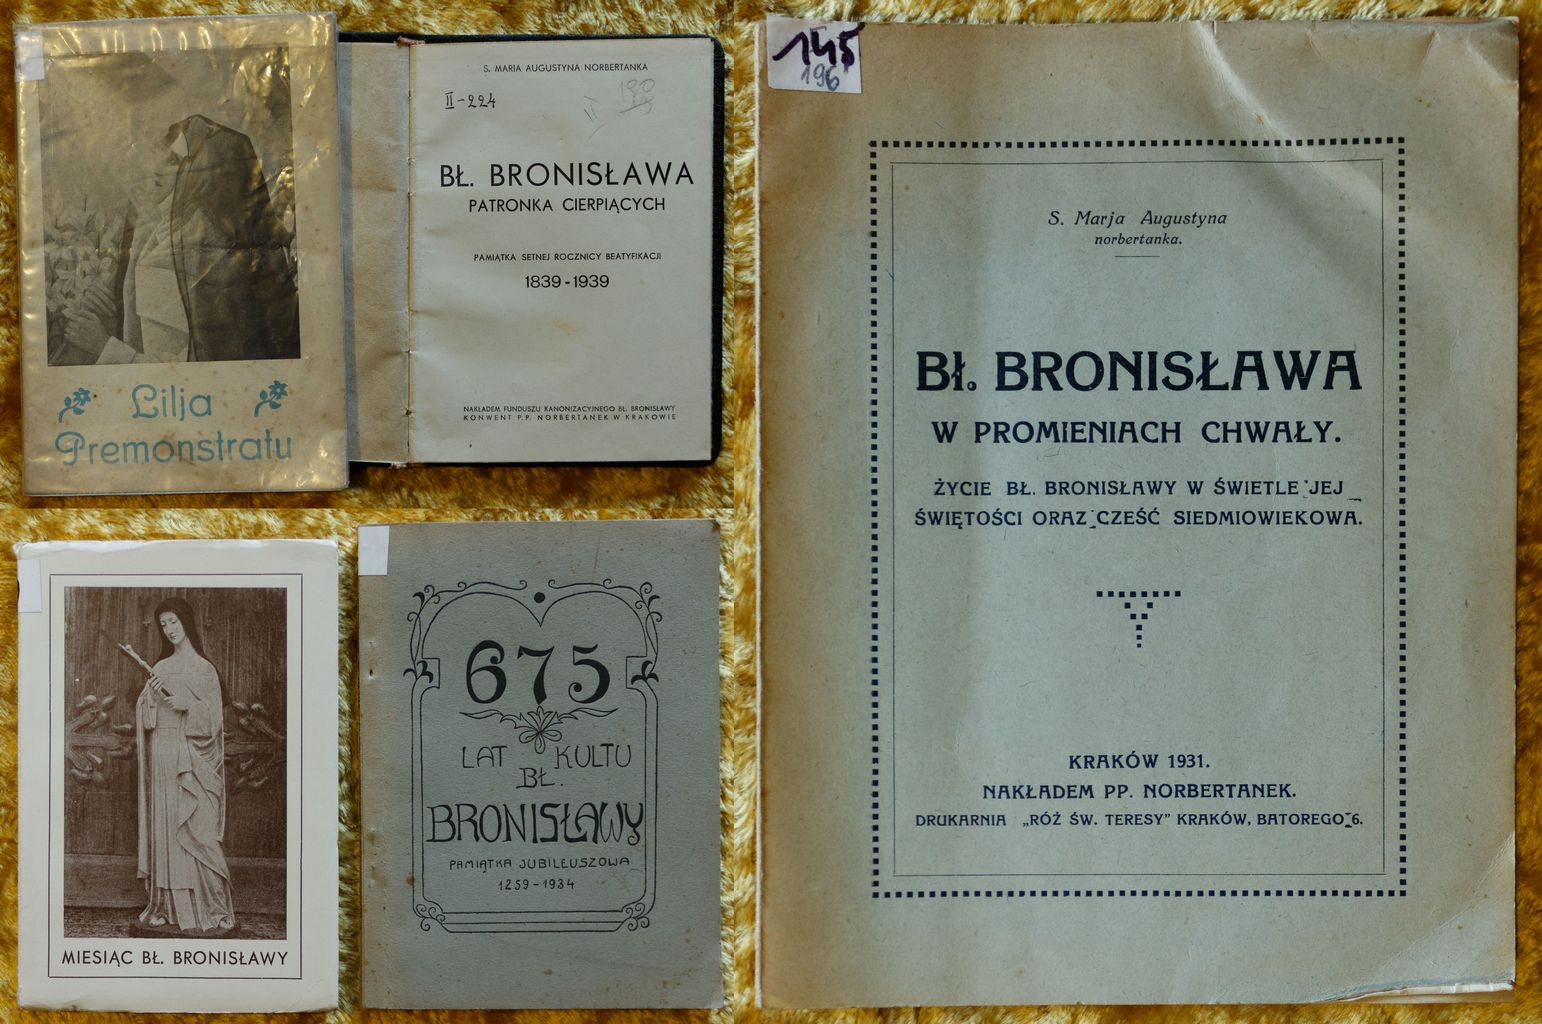 Lilja
Premonstratu
S. MARIA AUGUSTYNA NORBERTANKA
II-224
BŁ. BRONISŁAWA
PATRONKA CIERPIĄCYCH
PAMIĄTKA SETNEJ ROCZNICY BEATYFIKACJI
1839-1939
NAKŁADEM FUNDUSZU KANONIZACYJNEGO BŁ. BRONISŁAWY
KONWENT P.P. NORBERTANEK W KRAKOWIE
MIESIĄC BŁ. BRONISŁAWY
675
LAT KULTU
BŁ.
BRONISŁAWY
PAMIĄTKA JUBILEUSZOWA
1259-1934
145
196
S. Marja Augustyna
norbertanka.
BŁ. BRONISŁAWA
W PROMIENIACH CHWAŁY.
ŻYCIE BŁ. BRONISŁAWY W ŚWIETLE JEJ
ŚWIĘTOŚCI ORAZ CZEŚĆ SIEDMIOWIEKOWA.
KRAKÓW 1931.
NAKŁADEM PP. NORBERTANEK.
DRUKARNIA „RÓŻ ŚW. TERESY" KRAKÓW, BATOREGO 6.